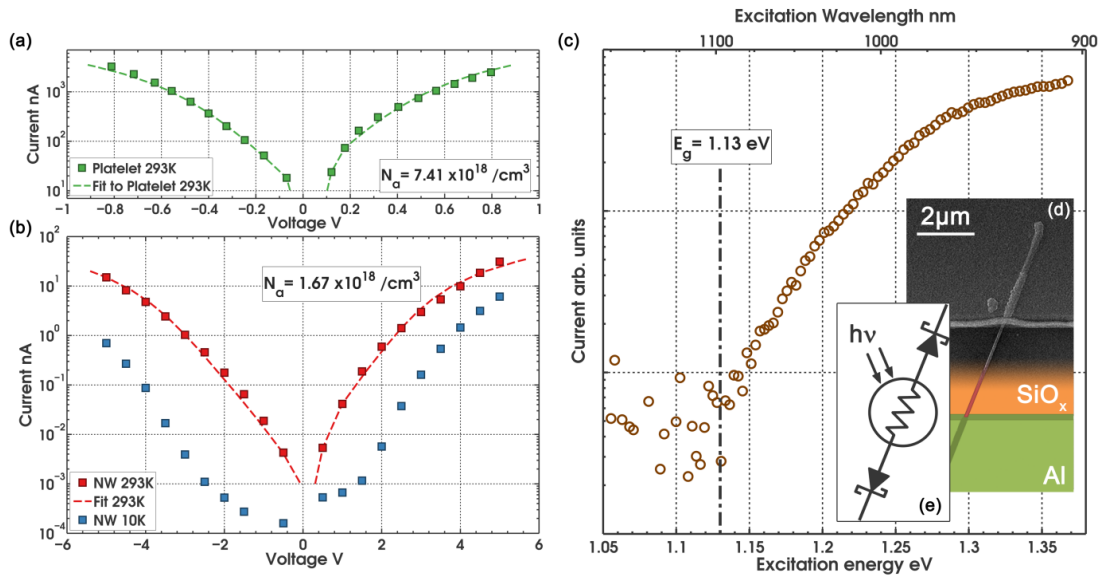 (a)
Current nA
10³
10²
10¹
Platelet 293K
Fit to Platelet 293K
Nₐ= 7.41 x10¹⁸ /cm³
−1 −0.8 −0.6 −0.4 −0.2 0 0.2 0.4 0.6 0.8 1
Voltage V
(b)
Current nA
10²
10¹
10⁰
10⁻¹
10⁻²
10⁻³
10⁻⁴
Nₐ= 1.67 x10¹⁸ /cm³
NW 293K
Fit 293K
NW 10K
−6 −4 −2 0 2 4 6
Voltage V
Excitation Wavelength nm
1100 1000 900
(c)
Current arb. units
E_g= 1.13 eV
(d)
2μm
SiOₓ
Al
hν
(e)
1.05 1.1 1.15 1.2 1.25 1.3 1.35
Excitation energy eV